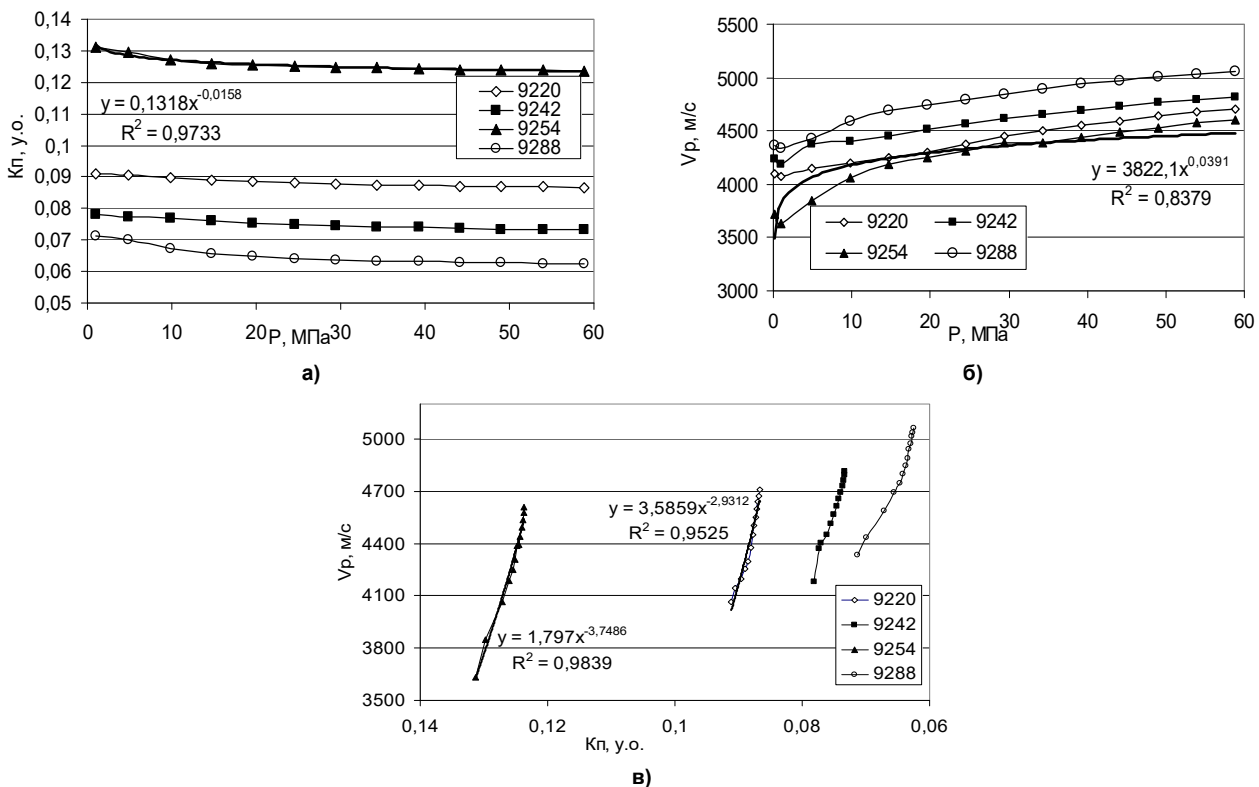 0,14
0,13
0,12
0,11
0,1
0,09
0,08
0,07
0,06
0,05
Кп, у.о.
y = 0,1318x^-0,0158
R² = 0,9733
9220
9242
9254
9288
0 10 20 30 40 50 60
P, МПа
а)
5500
5000
4500
4000
3500
3000
Vp, м/с
y = 3822,1x^0,0391
R² = 0,8379
9220 9242
9254 9288
0 10 20 30 40 50 60
P, МПа
б)
5000
4700
4400
4100
3800
3500
Vp, м/с
y = 3,5859x^-2,9312
R² = 0,9525
y = 1,797x^-3,7486
R² = 0,9839
9220
9242
9254
9288
0,14 0,12 0,1 0,08 0,06
Кп, у.о.
в)